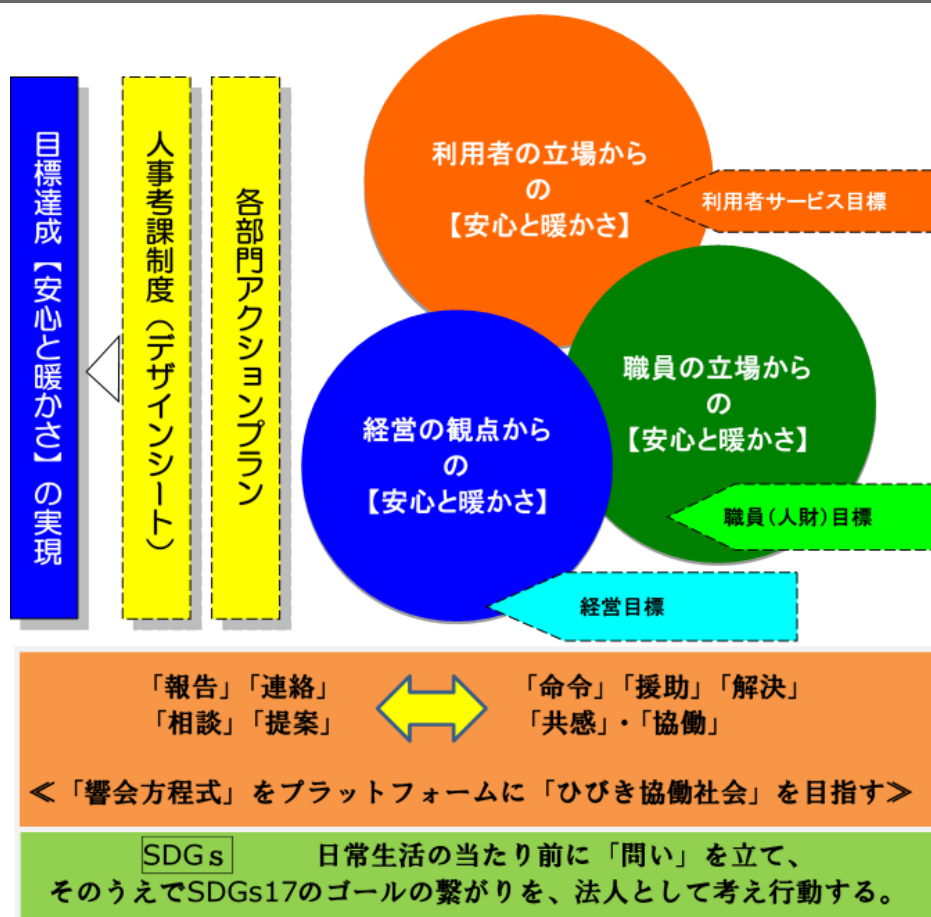 目標達成【安心と暖かさ】の実現
人事考課制度（デザインシート）
各部門アクションプラン
利用者の立場から
の
【安心と暖かさ】
利用者サービス目標
職員の立場から
の
【安心と暖かさ】
経営の観点から
の
【安心と暖かさ】
職員（人財）目標
経営目標
「報告」「連絡」
「相談」「提案」
「命令」「援助」「解決」
「共感」・「協働」
≪「響会方程式」をプラットフォームに「ひびき協働社会」を目指す≫
SDGｓ 日常生活の当たり前に「問い」を立て、
そのうえでSDGs17のゴールの繋がりを、法人として考え行動する。